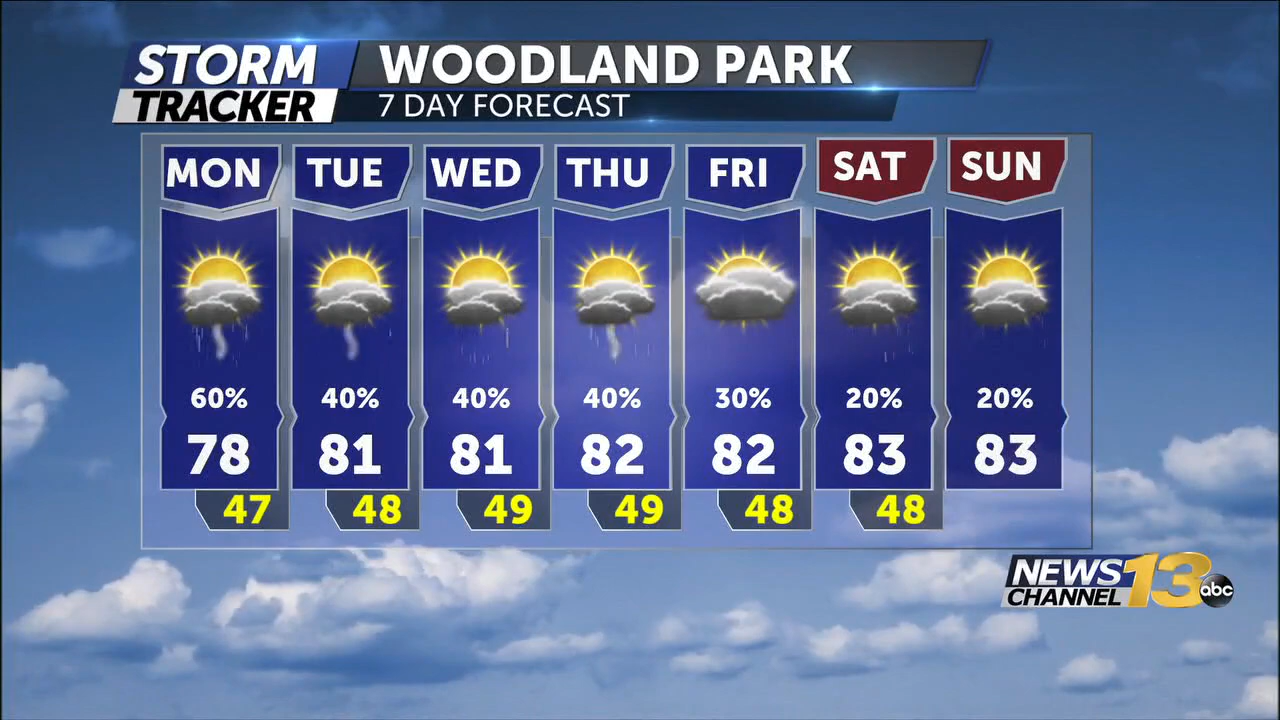 STORM
TRACKER
WOODLAND PARK
7 DAY FORECAST
MON TUE WED THU FRI SAT SUN
60% 40% 40% 40% 30% 20% 20%
78 81 81 82 82 83 83
47 48 49 49 48 48
NEWS
CHANNEL
13
abc